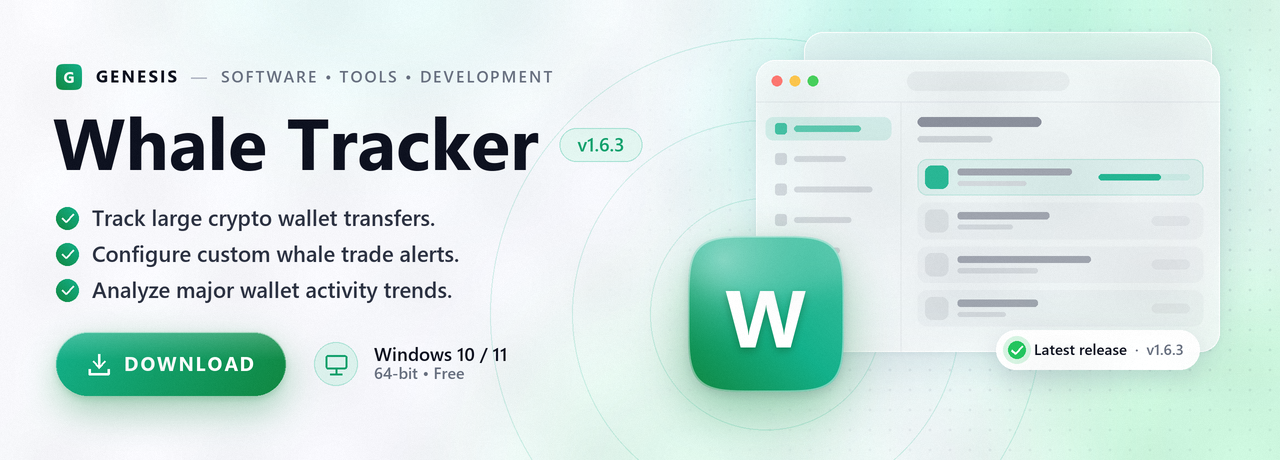 G GENESIS — SOFTWARE • TOOLS • DEVELOPMENT
Whale Tracker v1.6.3
Track large crypto wallet transfers.
Configure custom whale trade alerts.
Analyze major wallet activity trends.
DOWNLOAD
Windows 10 / 11
64-bit • Free
W
Latest release · v1.6.3